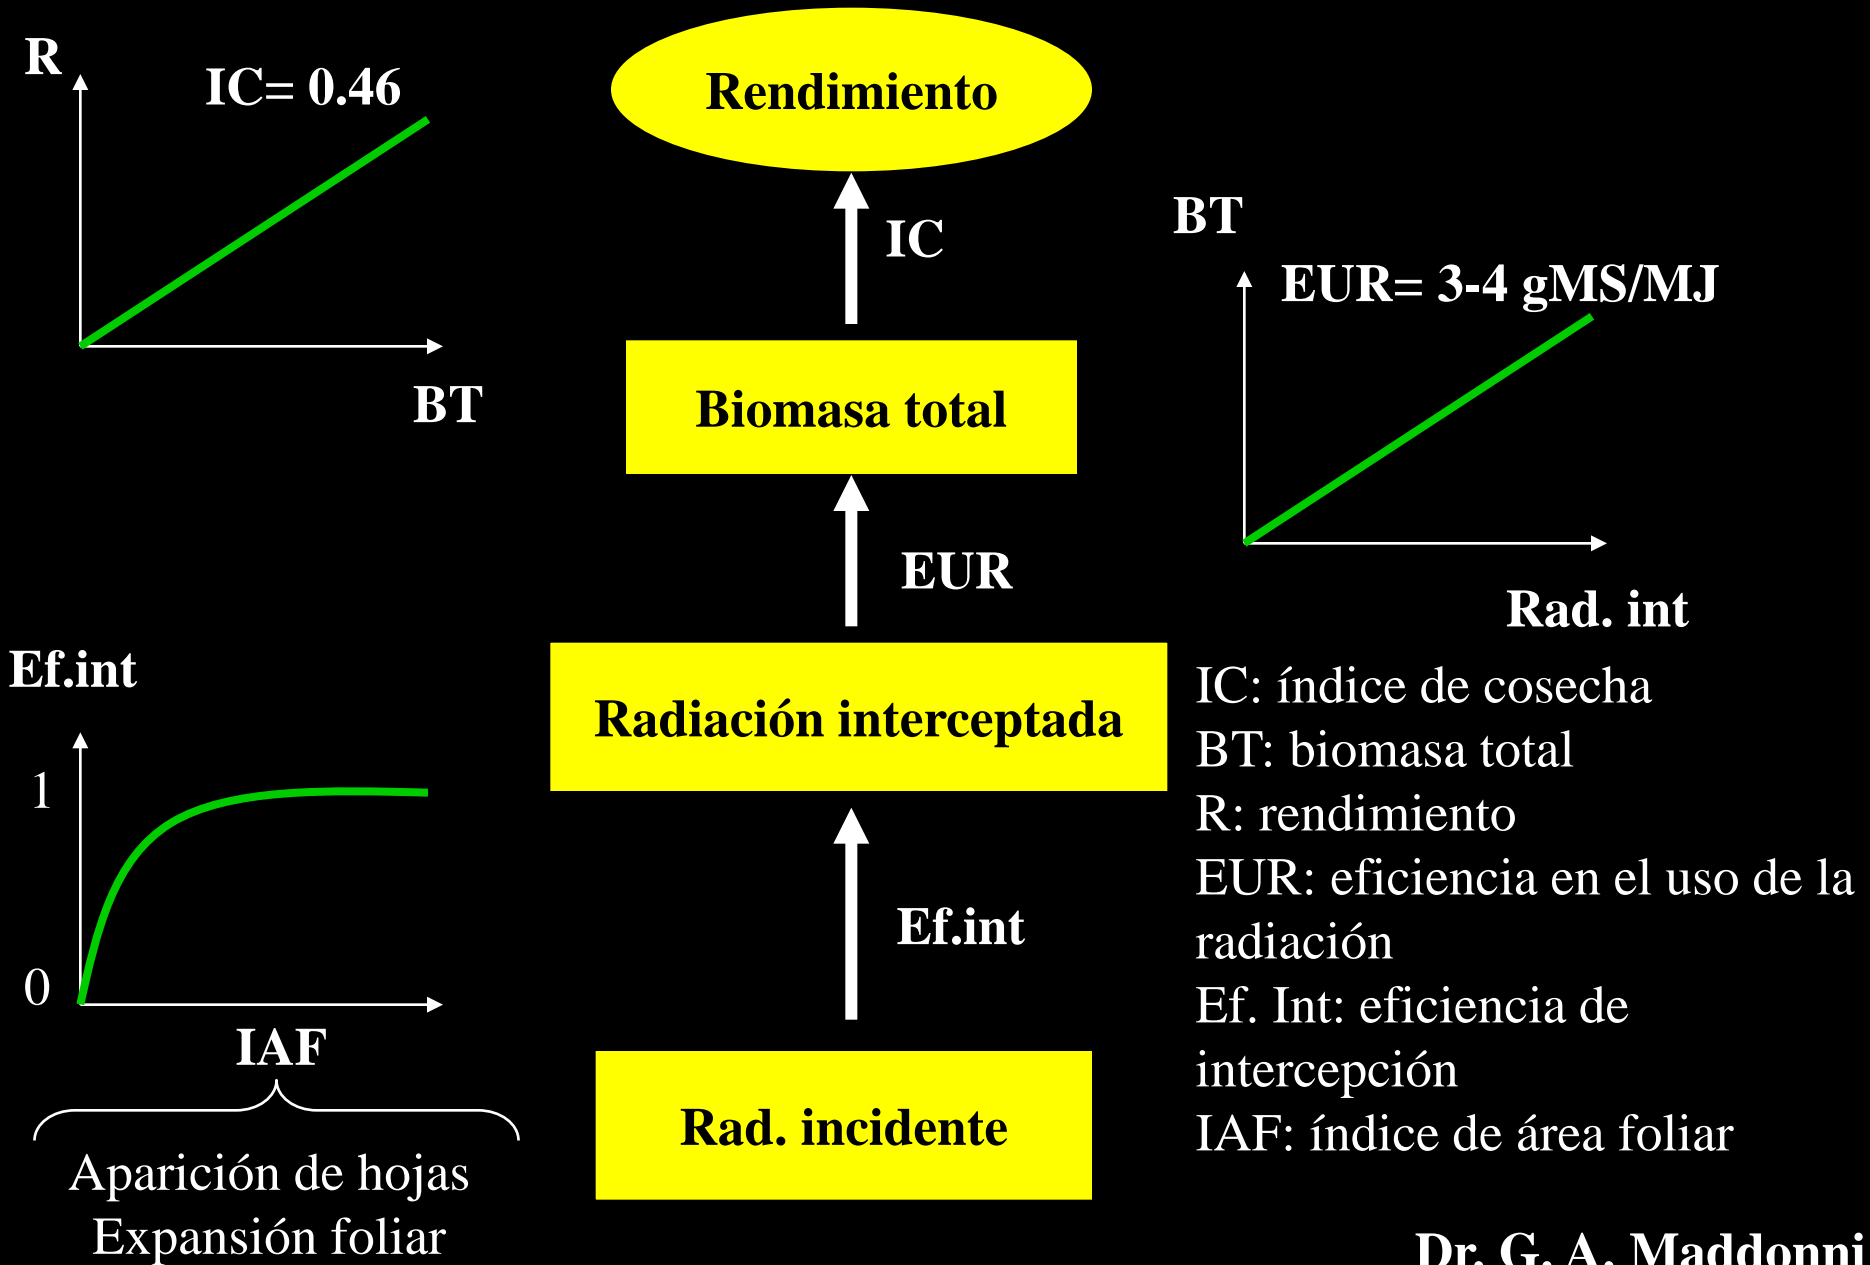 R
IC= 0.46
BT
Rendimiento
IC
Biomasa total
EUR
Radiación interceptada
Ef.int
Rad. incidente
BT
EUR= 3-4 gMS/MJ
Rad. int
Ef.int
1
0
IAF
Aparición de hojas
Expansión foliar
IC: índice de cosecha
BT: biomasa total
R: rendimiento
EUR: eficiencia en el uso de la
radiación
Ef. Int: eficiencia de
intercepción
IAF: índice de área foliar
Dr. G. A. Maddonni